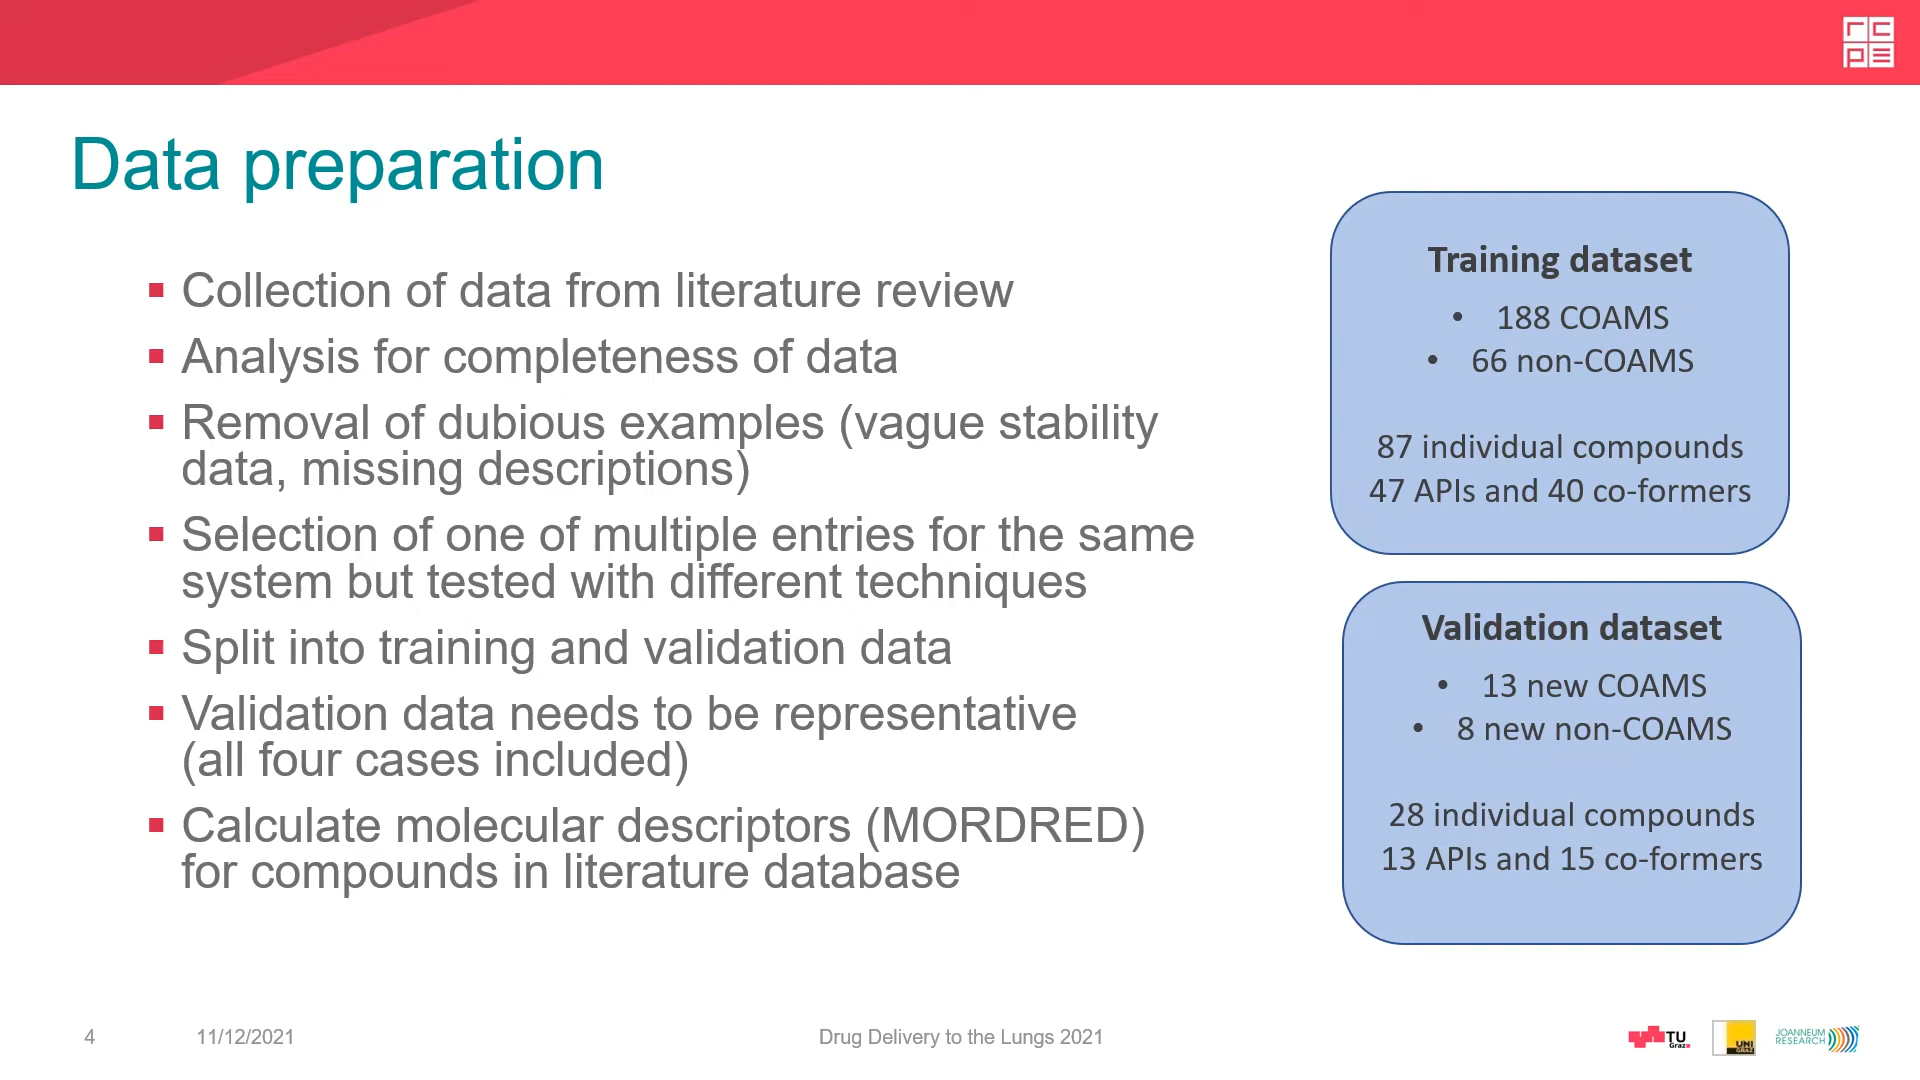 rcpe
Data preparation
▪ Collection of data from literature review
▪ Analysis for completeness of data
▪ Removal of dubious examples (vague stability
data, missing descriptions)
▪ Selection of one of multiple entries for the same
system but tested with different techniques
▪ Split into training and validation data
▪ Validation data needs to be representative
(all four cases included)
▪ Calculate molecular descriptors (MORDRED)
for compounds in literature database
Training dataset
• 188 COAMS
• 66 non-COAMS
87 individual compounds
47 APIs and 40 co-formers
Validation dataset
• 13 new COAMS
• 8 new non-COAMS
28 individual compounds
13 APIs and 15 co-formers
4
11/12/2021
Drug Delivery to the Lungs 2021
TU
Graz
UNI
GRAZ
JOANNEUM
RESEARCH